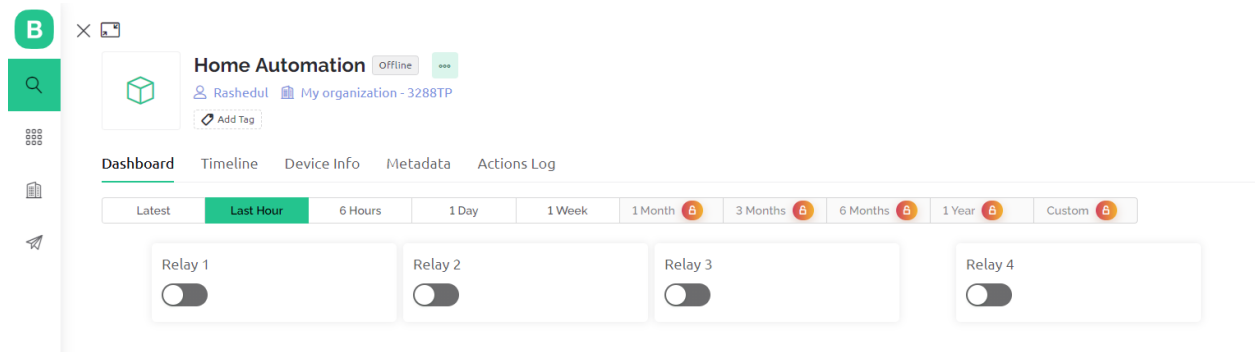 B
Home Automation Offline
Rashedul My organization - 3288TP
Add Tag
Dashboard Timeline Device Info Metadata Actions Log
Latest Last Hour 6 Hours 1 Day 1 Week 1 Month 3 Months 6 Months 1 Year Custom
Relay 1 Relay 2 Relay 3 Relay 4